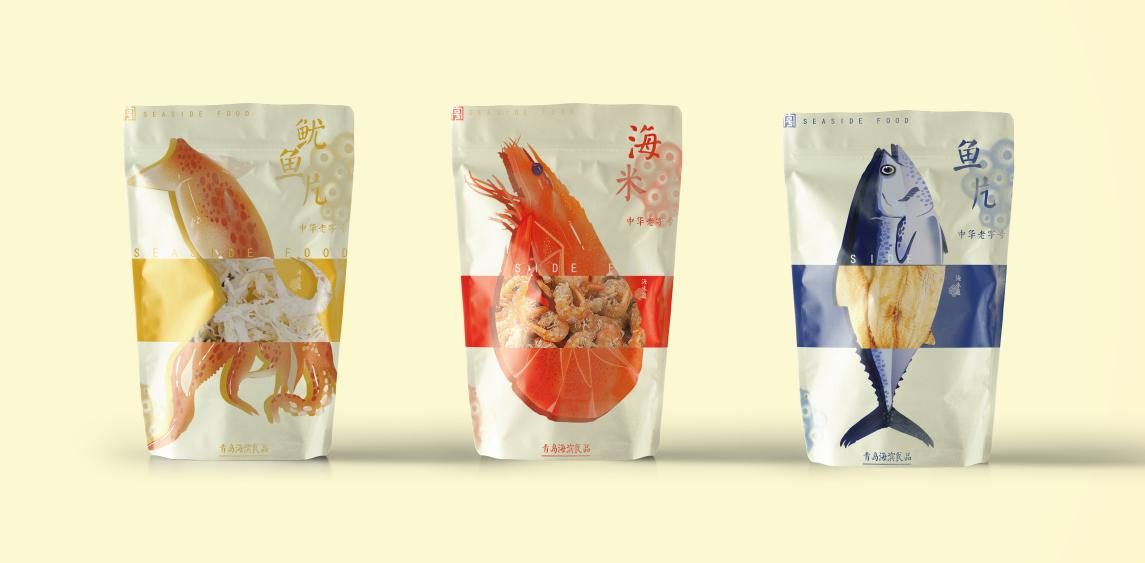 SEASIDE FOOD
鱿鱼片
中华老字号
SEASIDE FOOD
青岛海滨食品
SEASIDE FOOD
海米
中华老字号
SIDE F
青岛海滨食品
SEASIDE FOOD
鱼片
中华老字号
SID
青岛海滨食品